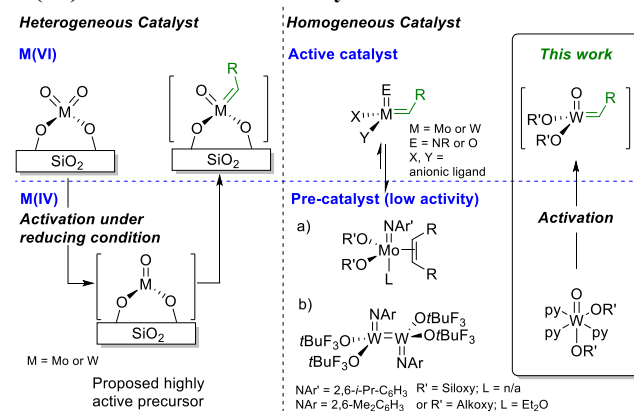 Heterogeneous Catalyst
Homogeneous Catalyst
M(VI)
Active catalyst
This work
O
O
M
O
O
SiO2
R
O
M
O
O
SiO2
E
R
X
M
Y
M = Mo or W
E = NR or O
X, Y =
anionic ligand
O
R
R'O
W
R'O
M(IV)
Activation under
reducing condition
Pre-catalyst (low activity)
Activation
a)
NAr'
R
R'O
Mo
R'O
L
R
O
M
O
O
SiO2
b)
NAr
OtBuF3
tBuF3O
W
W
OtBuF3
tBuF3O
NAr
O
py
OR'
W
py
py
OR'
M = Mo or W
Proposed highly
active precursor
NAr' = 2,6-i-Pr-C6H3
R' = Siloxy; L = n/a
NAr = 2,6-Me2C6H3
or R' = Alkoxy; L = Et2O